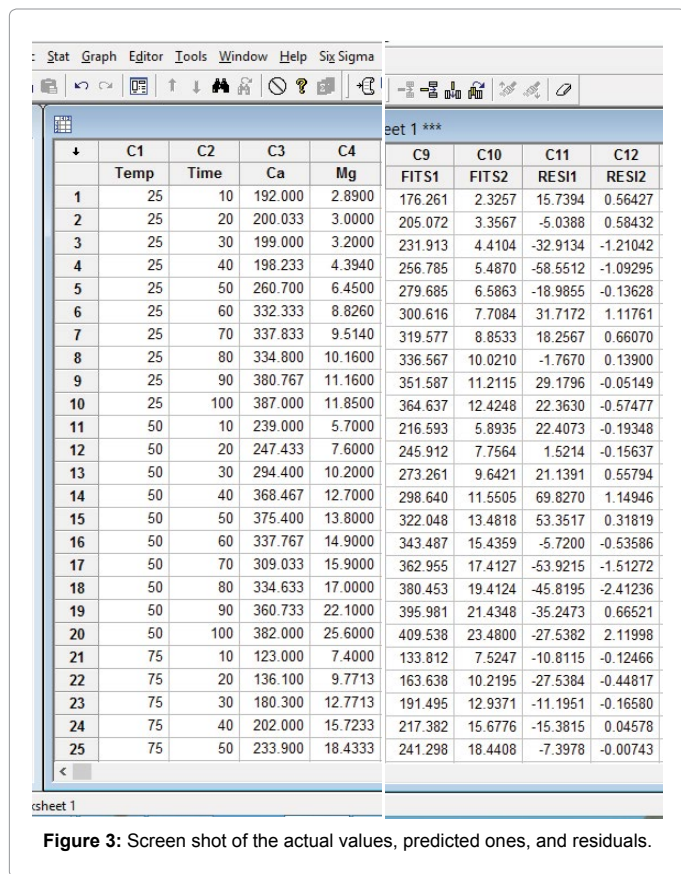 Stat Graph Editor Tools Window Help Six Sigma
eet 1 ***
C1 C2 C3 C4 C9 C10 C11 C12
Temp Time Ca Mg FITS1 FITS2 RESI1 RESI2
1 25 10 192.000 2.8900 176.261 2.3257 15.7394 0.56427
2 25 20 200.033 3.0000 205.072 3.3567 -5.0388 0.58432
3 25 30 199.000 3.2000 231.913 4.4104 -32.9134 -1.21042
4 25 40 198.233 4.3940 256.785 5.4870 -58.5512 -1.09295
5 25 50 260.700 6.4500 279.685 6.5863 -18.9855 -0.13628
6 25 60 332.333 8.8260 300.616 7.7084 31.7172 1.11761
7 25 70 337.833 9.5140 319.577 8.8533 18.2567 0.66070
8 25 80 334.800 10.1600 336.567 10.0210 -1.7670 0.13900
9 25 90 380.767 11.1600 351.587 11.2115 29.1796 -0.05149
10 25 100 387.000 11.8500 364.637 12.4248 22.3630 -0.57477
11 50 10 239.000 5.7000 216.593 5.8935 22.4073 -0.19348
12 50 20 247.433 7.6000 245.912 7.7564 1.5214 -0.15637
13 50 30 294.400 10.2000 273.261 9.6421 21.1391 0.55794
14 50 40 368.467 12.7000 298.640 11.5505 69.8270 1.14946
15 50 50 375.400 13.8000 322.048 13.4818 53.3517 0.31819
16 50 60 337.767 14.9000 343.487 15.4359 -5.7200 -0.53586
17 50 70 309.033 15.9000 362.955 17.4127 -53.9215 -1.51272
18 50 80 334.633 17.0000 380.453 19.4124 -45.8195 -2.41236
19 50 90 360.733 22.1000 395.981 21.4348 -35.2473 0.66521
20 50 100 382.000 25.6000 409.538 23.4800 -27.5382 2.11998
21 75 10 123.000 7.4000 133.812 7.5247 -10.8115 -0.12466
22 75 20 136.100 9.7713 163.638 10.2195 -27.5384 -0.44817
23 75 30 180.300 12.7713 191.495 12.9371 -11.1951 -0.16580
24 75 40 202.000 15.7233 217.382 15.6776 -15.3815 0.04578
25 75 50 233.900 18.4333 241.298 18.4408 -7.3978 -0.00743
ksheet 1
Figure 3: Screen shot of the actual values, predicted ones, and residuals.